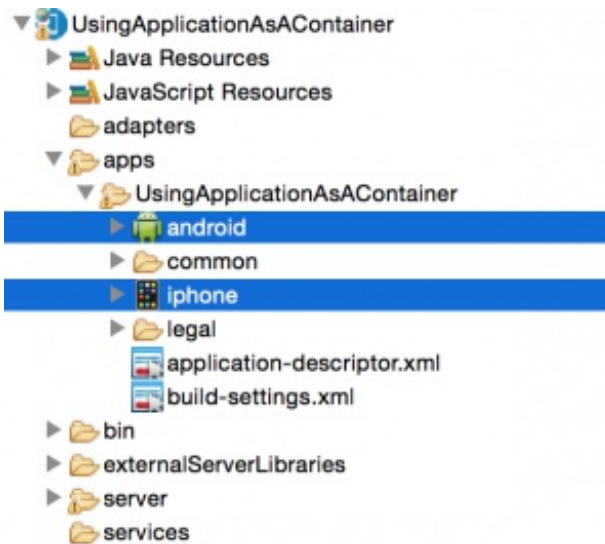 UsingApplicationAsAContainer
Java Resources
JavaScript Resources
adapters
apps
UsingApplicationAsAContainer
android
common
iphone
legal
application-descriptor.xml
build-settings.xml
bin
externalServerLibraries
server
services